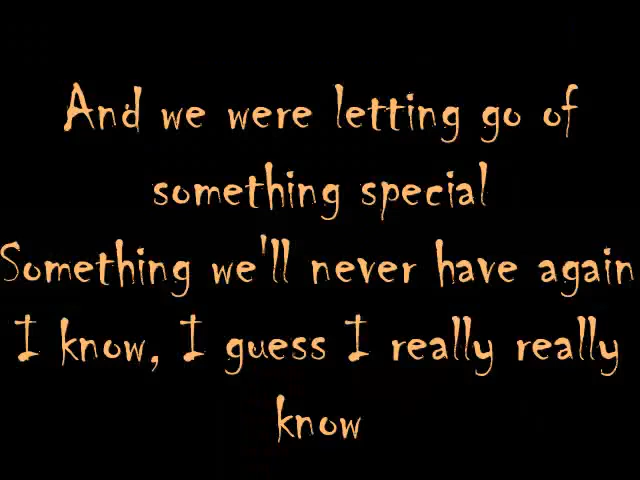 And we were letting go of
something special
Something we'll never have again
I know, I guess I really really
know